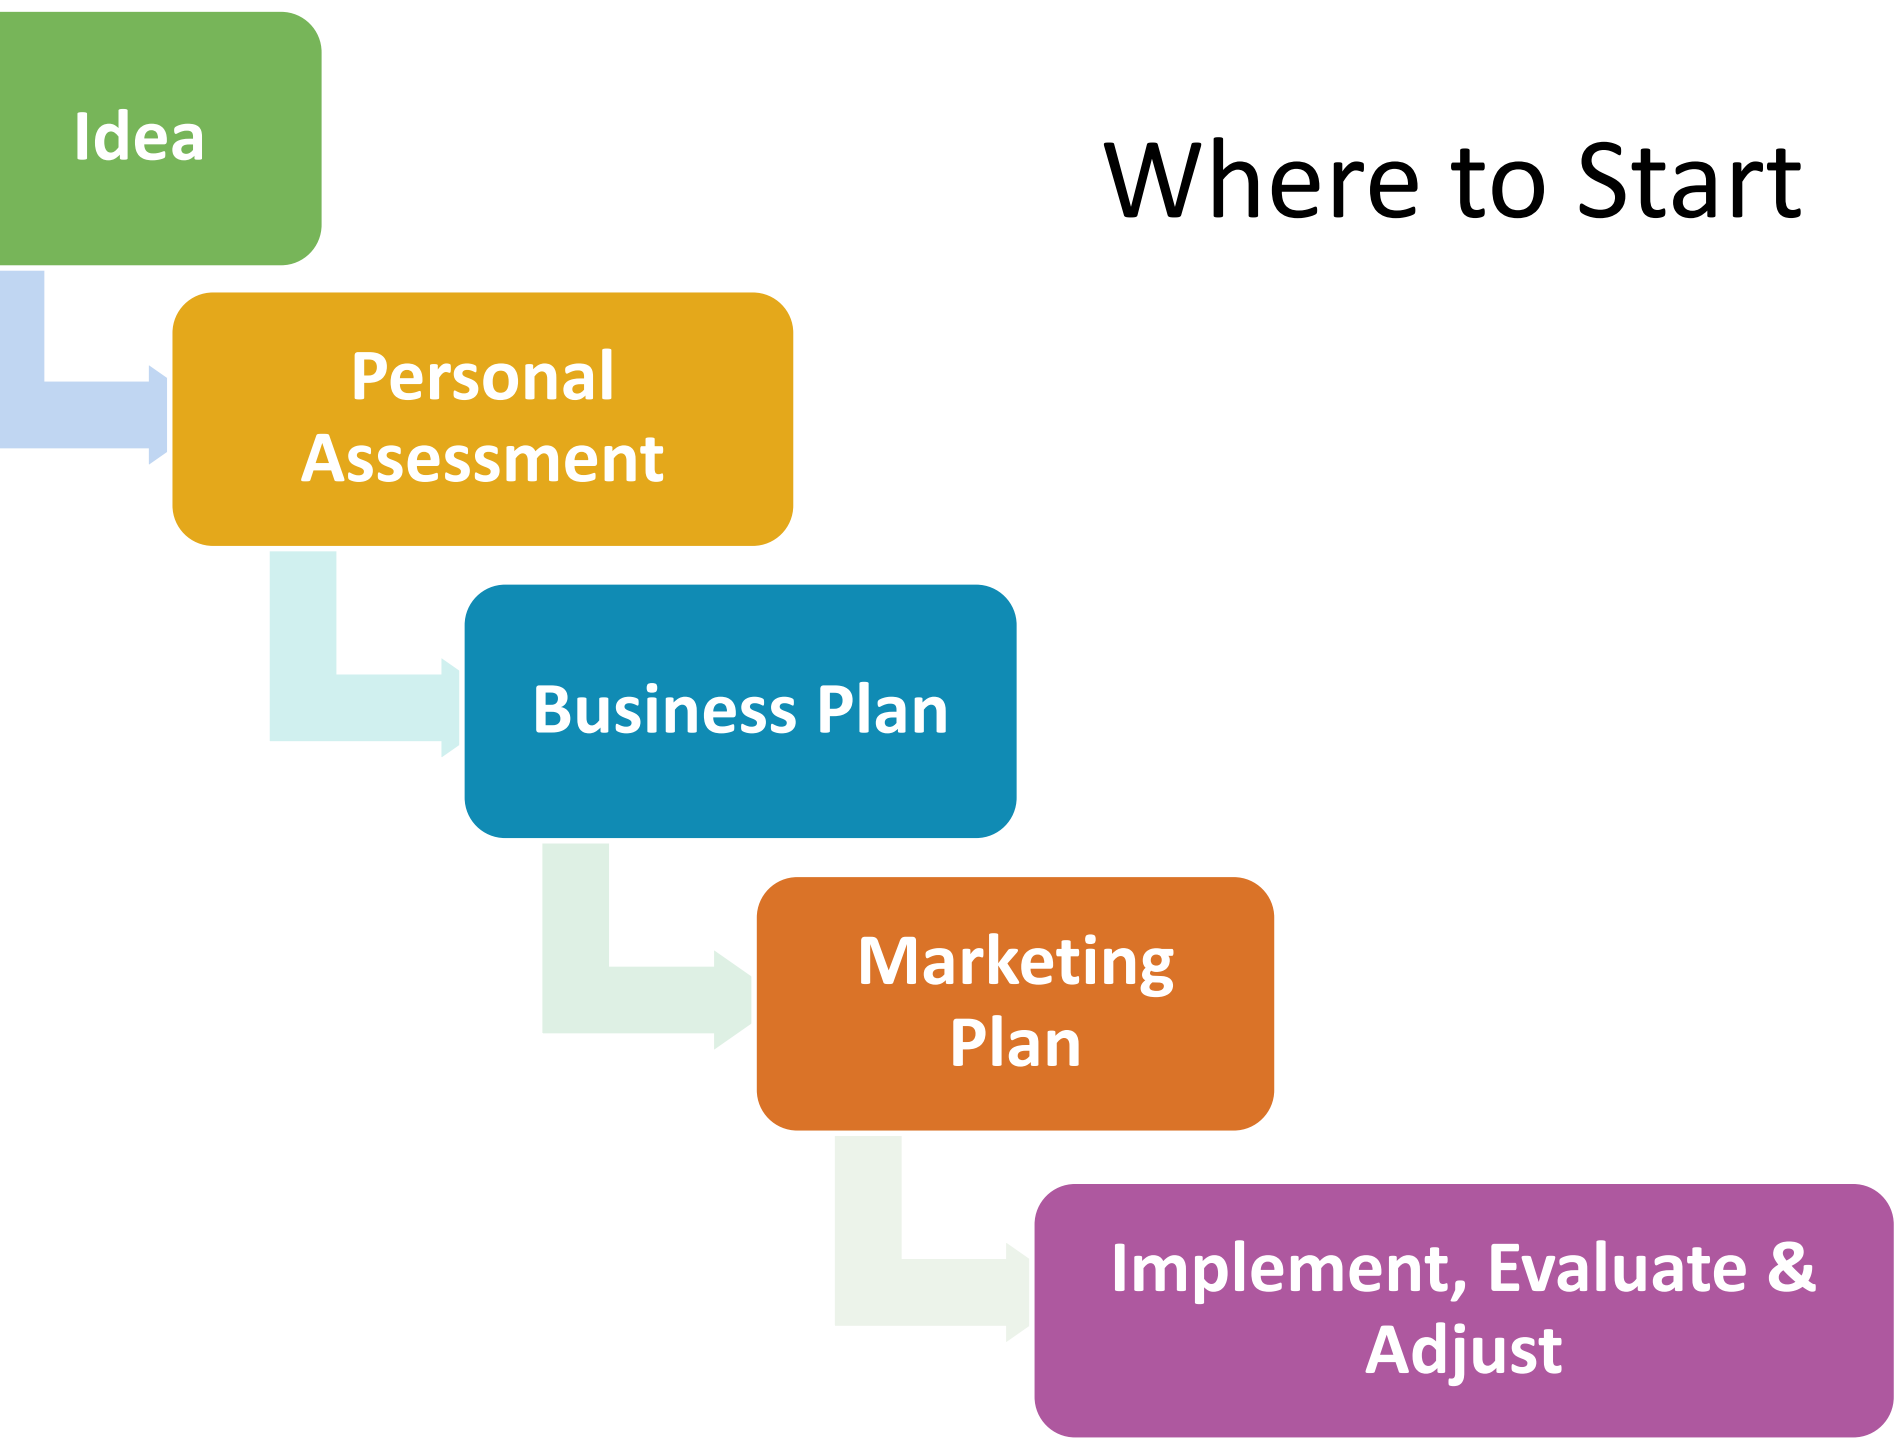 Idea
Where to Start
Personal
Assessment
Business Plan
Marketing
Plan
Implement, Evaluate &
Adjust